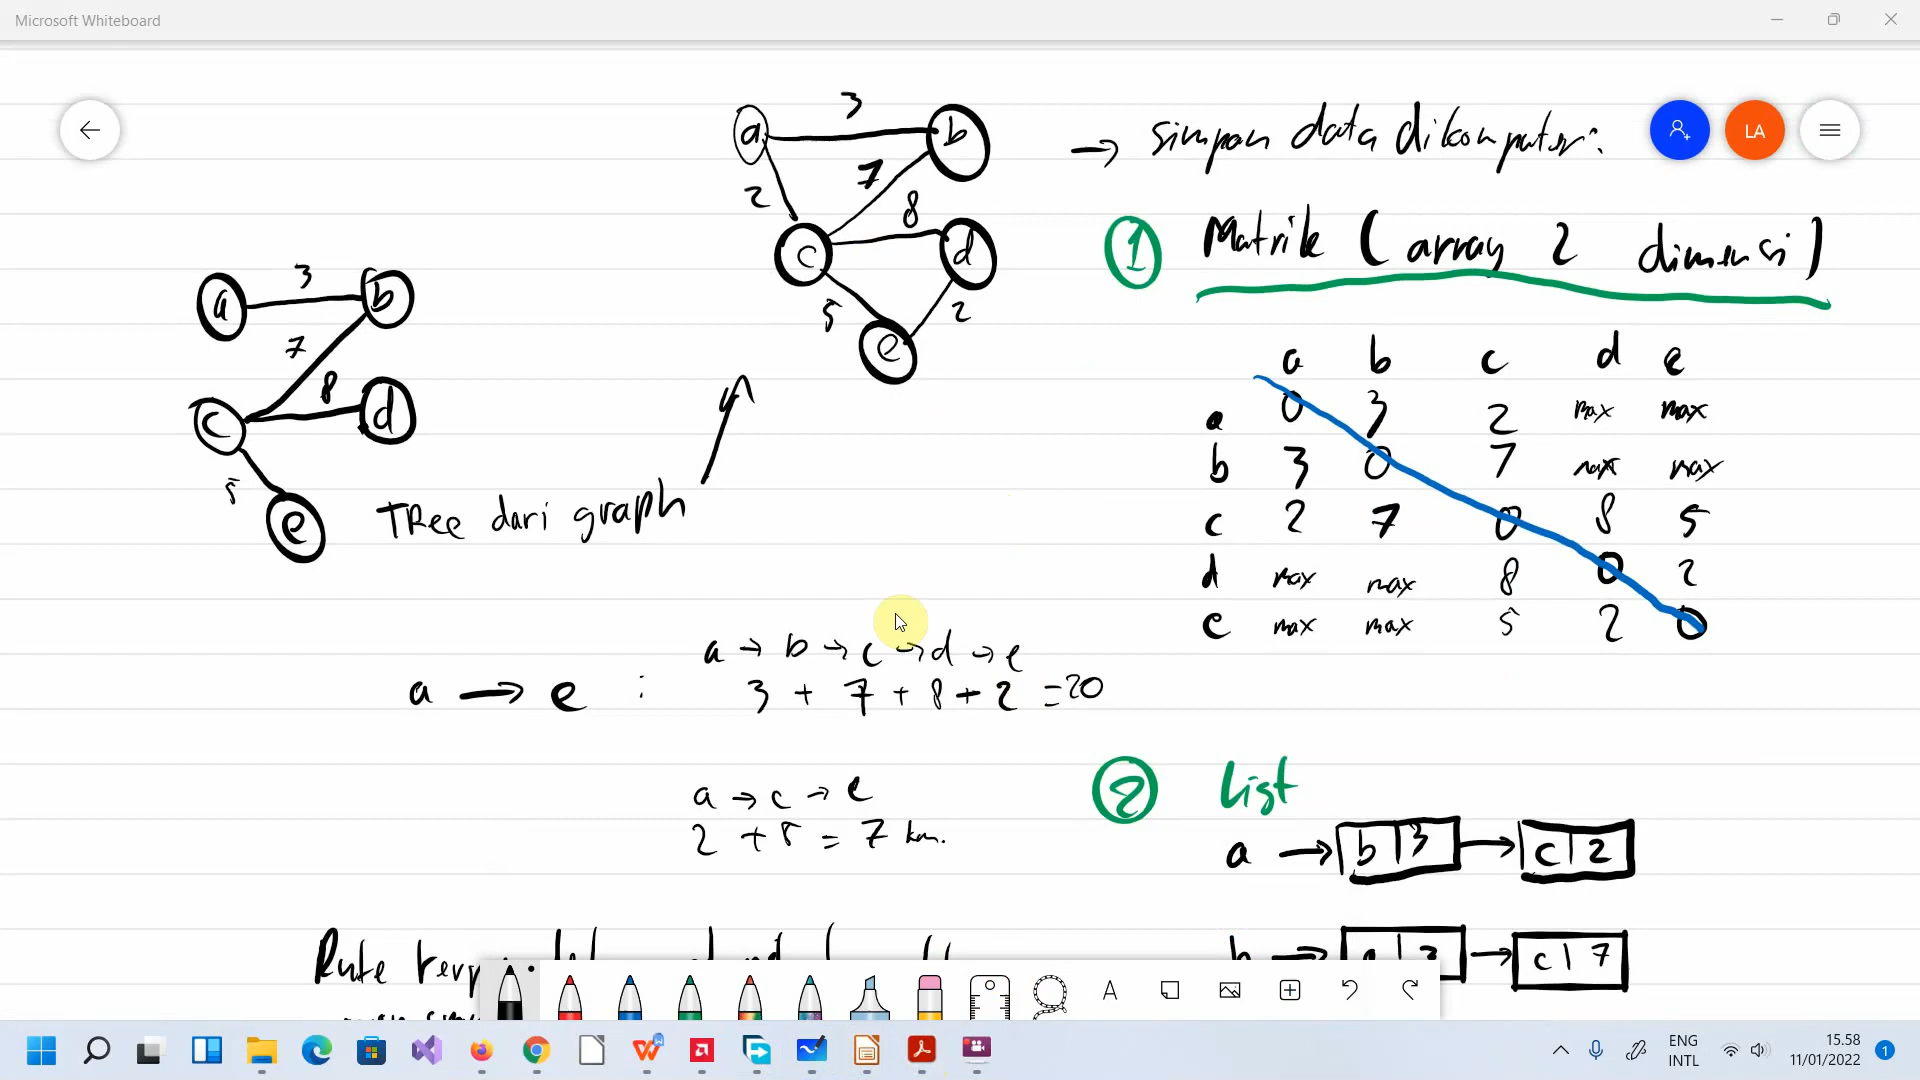 Microsoft Whiteboard
LA
→ simpan data dikomputer:
a 3 b
7
2
8
c d
5 2
e
① Matrik (array 2 dimensi)
a b c d e
a 0 3 2 max max
b 3 0 7 max max
c 2 7 0 8 5
d max max 8 0 2
e max max 5 2 0
a 3 b
7
8
c d
5
e
TRee dari graph
a → b → c → d → e
a → e : 3 + 7 + 8 + 2 = 20
a → c → e
2 + 5 = 7 km.
② List
a → b | 3 → c | 2
b → a | 3 → c | 7
Rute
A
ENG
INTL
15.58
11/01/2022
1